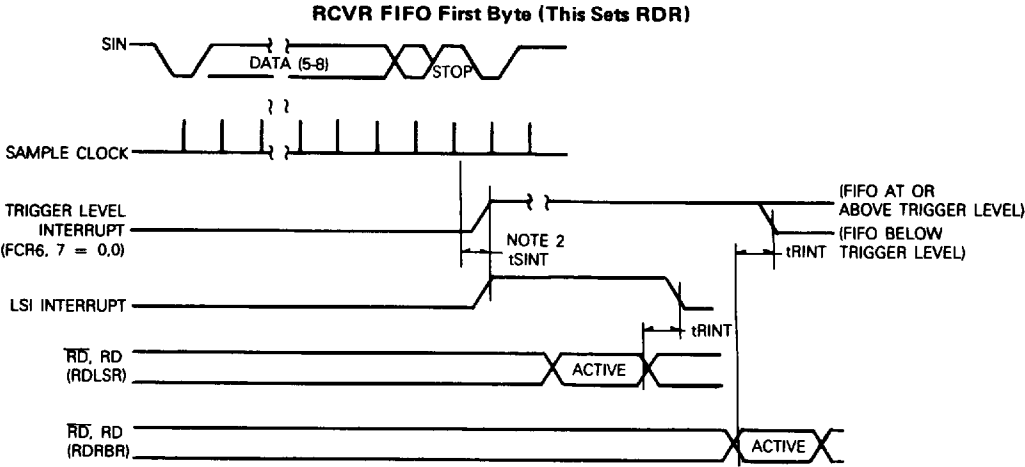 RCVR FIFO First Byte (This Sets RDR)
SIN
DATA (5-8)
STOP
SAMPLE CLOCK
TRIGGER LEVEL
INTERRUPT
(FCR6, 7 = 0,0)
(FIFO AT OR
ABOVE TRIGGER LEVEL)
(FIFO BELOW
TRIGGER LEVEL)
NOTE 2
tSINT
tRINT
LSI INTERRUPT
tRINT
R̅D̅, RD
(RDLSR)
ACTIVE
R̅D̅, RD
(RDRBR)
ACTIVE